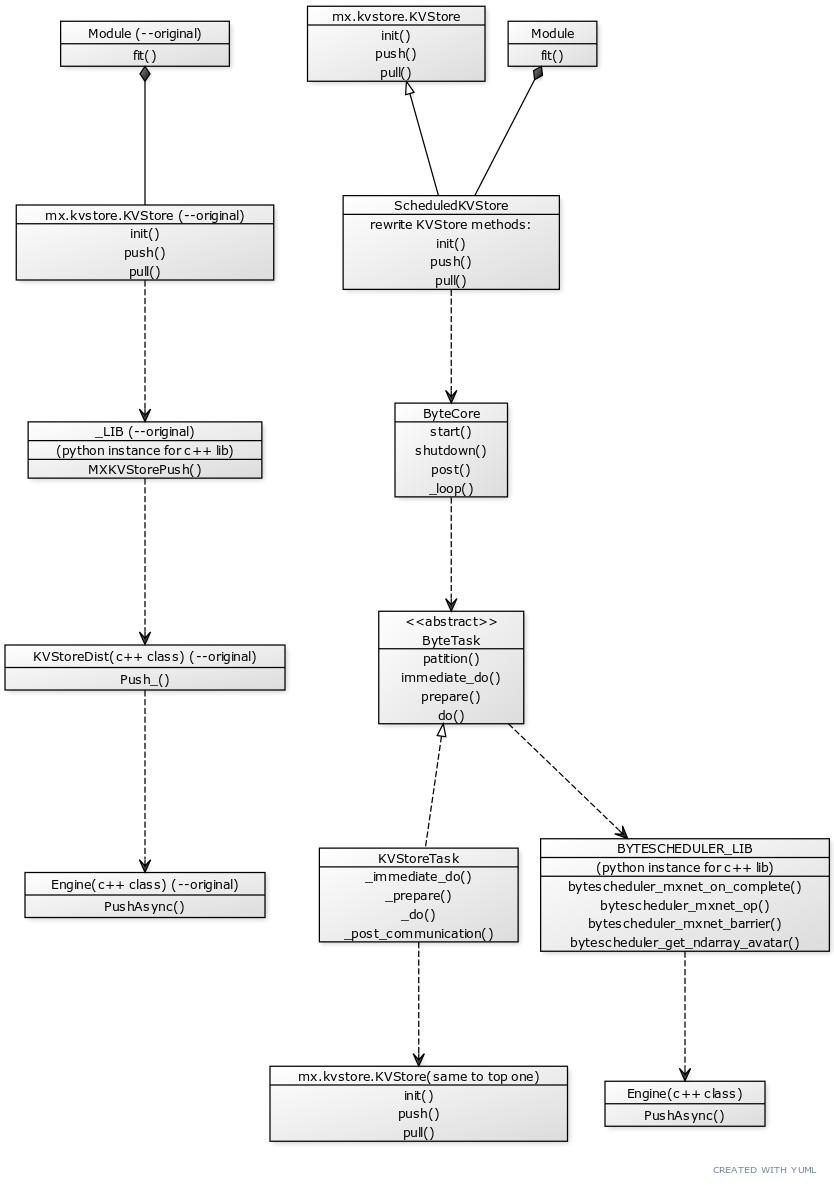 Module (--original)
fit()
mx.kvstore.KVStore
init()
push()
pull()
Module
fit()
mx.kvstore.KVStore (--original)
init()
push()
pull()
ScheduledKVStore
rewrite KVStore methods:
init()
push()
pull()
_LIB (--original)
(python instance for c++ lib)
MXKVStorePush()
ByteCore
start()
shutdown()
post()
_loop()
KVStoreDist(c++ class) (--original)
Push_()
<<abstract>>
ByteTask
patition()
immediate_do()
prepare()
do()
Engine(c++ class) (--original)
PushAsync()
KVStoreTask
_immediate_do()
_prepare()
_do()
_post_communication()
BYTESCHEDULER_LIB
(python instance for c++ lib)
bytescheduler_mxnet_on_complete()
bytescheduler_mxnet_op()
bytescheduler_mxnet_barrier()
bytescheduler_get_ndarray_avatar()
mx.kvstore.KVStore(same to top one)
init()
push()
pull()
Engine(c++ class)
PushAsync()
CREATED WITH YUML